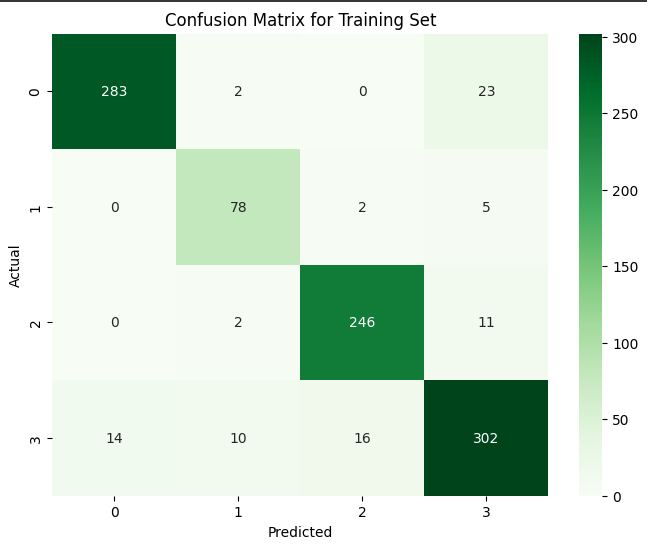 Confusion Matrix for Training Set
300
0 283 2 0 23
250
200
1 0 78 2 5
Actual
150
2 0 2 246 11
100
50
3 14 10 16 302
0
0 1 2 3
Predicted